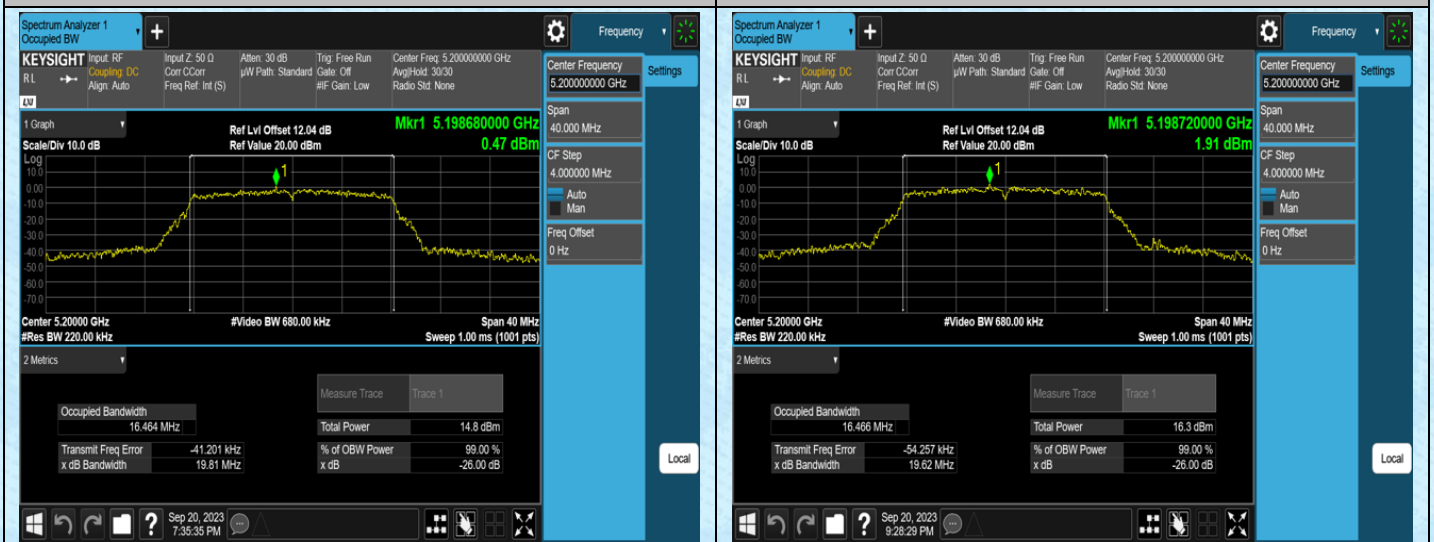 Spectrum Analyzer 1
Occupied BW
+
Frequency
KEYSIGHT
R L
LXI
Input: RF
Coupling: DC
Align: Auto
Input Z: 50 Ω
Corr CCorr
Freq Ref: Int (S)
Atten: 30 dB
µW Path: Standard
Trig: Free Run
Gate: Off
#IF Gain: Low
Center Freq: 5.200000000 GHz
Avg|Hold: 30/30
Radio Std: None
Center Frequency
5.200000000 GHz
Settings
Span
40.000 MHz
CF Step
4.000000 MHz
Auto
Man
Freq Offset
0 Hz
Local
1 Graph
Scale/Div 10.0 dB
Log
Ref Lvl Offset 12.04 dB
Ref Value 20.00 dBm
Mkr1 5.198680000 GHz
0.47 dBm
1
10.0
0.00
-10.0
-20.0
-30.0
-40.0
-50.0
-60.0
-70.0
Center 5.20000 GHz
#Video BW 680.00 kHz
Span 40 MHz
#Res BW 220.00 kHz
Sweep 1.00 ms (1001 pts)
2 Metrics
Measure Trace Trace 1
Occupied Bandwidth
16.464 MHz
Total Power 14.8 dBm
Transmit Freq Error -41.201 kHz
% of OBW Power 99.00 %
x dB Bandwidth 19.81 MHz
x dB -26.00 dB
?
Sep 20, 2023
7:35:35 PM
Spectrum Analyzer 1
Occupied BW
+
Frequency
KEYSIGHT
R L
LXI
Input: RF
Coupling: DC
Align: Auto
Input Z: 50 Ω
Corr CCorr
Freq Ref: Int (S)
Atten: 30 dB
µW Path: Standard
Trig: Free Run
Gate: Off
#IF Gain: Low
Center Freq: 5.200000000 GHz
Avg|Hold: 30/30
Radio Std: None
Center Frequency
5.200000000 GHz
Settings
Span
40.000 MHz
CF Step
4.000000 MHz
Auto
Man
Freq Offset
0 Hz
Local
1 Graph
Scale/Div 10.0 dB
Log
Ref Lvl Offset 12.04 dB
Ref Value 20.00 dBm
Mkr1 5.198720000 GHz
1.91 dBm
1
10.0
0.00
-10.0
-20.0
-30.0
-40.0
-50.0
-60.0
-70.0
Center 5.20000 GHz
#Video BW 680.00 kHz
Span 40 MHz
#Res BW 220.00 kHz
Sweep 1.00 ms (1001 pts)
2 Metrics
Measure Trace Trace 1
Occupied Bandwidth
16.466 MHz
Total Power 16.3 dBm
Transmit Freq Error -54.257 kHz
% of OBW Power 99.00 %
x dB Bandwidth 19.62 MHz
x dB -26.00 dB
?
Sep 20, 2023
9:28:29 PM